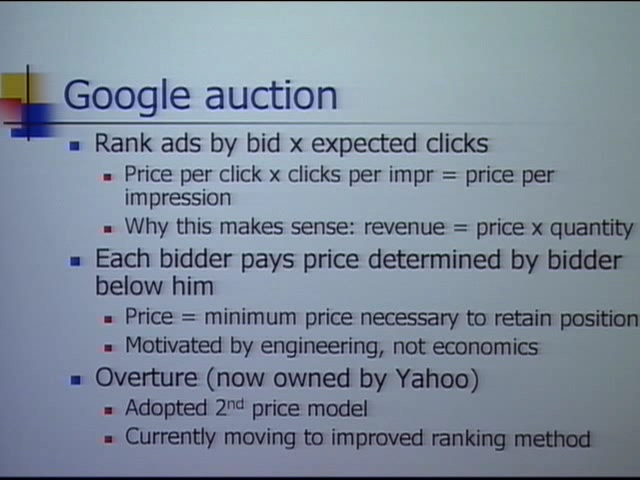 Google auction
Rank ads by bid x expected clicks
Price per click x clicks per impr = price per
impression
Why this makes sense: revenue = price x quantity
Each bidder pays price determined by bidder
below him
Price = minimum price necessary to retain position
Motivated by engineering, not economics
Overture (now owned by Yahoo)
Adopted 2nd price model
Currently moving to improved ranking method